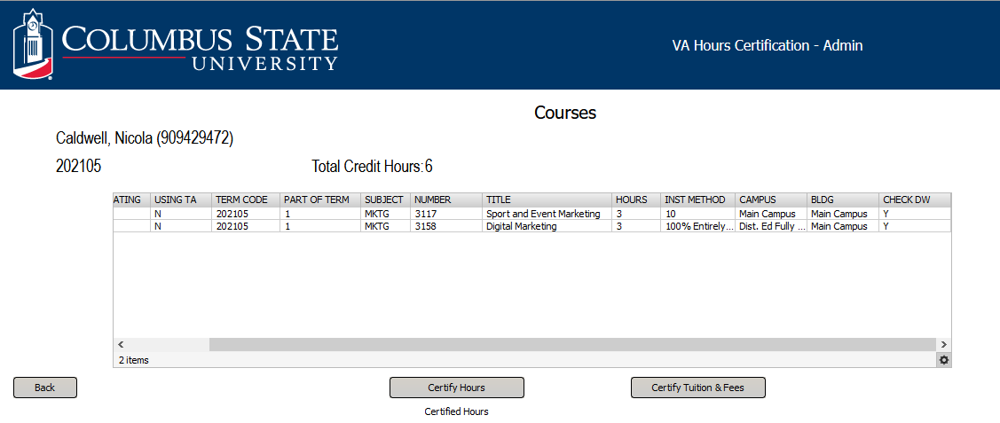 COLUMBUS STATE
UNIVERSITY
VA Hours Certification - Admin
Courses
Caldwell, Nicola (909429472)
202105 Total Credit Hours:6
ATING USING TA TERM CODE PART OF TERM SUBJECT NUMBER TITLE HOURS INST METHOD CAMPUS BLDG CHECK DW
N 202105 1 MKTG 3117 Sport and Event Marketing 3 10 Main Campus Main Campus Y
N 202105 1 MKTG 3158 Digital Marketing 3 100% Entirely... Dist. Ed Fully ... Main Campus Y
2 items
Back Certify Hours Certify Tuition & Fees
Certified Hours